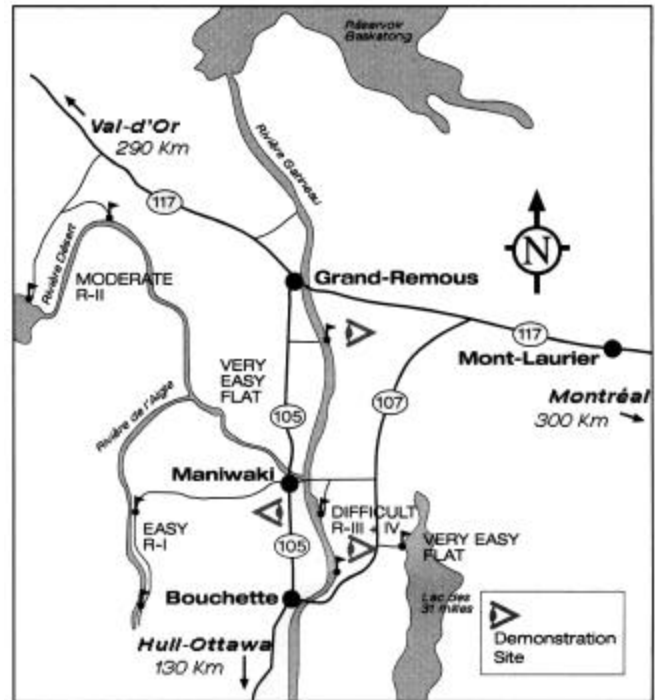 Réservoir
Baskatong
Val-d'Or
290 Km
Rivière Gatineau
117
Rivière Désert
MODERATE
R-II
Grand-Remous
N
117
Mont-Laurier
VERY
EASY
FLAT
Montréal
300 Km
107
105
Rivière de l'Aigle
Maniwaki
EASY
R-I
DIFFICULT
R-III + IV
105
VERY EASY
FLAT
Bouchette
Lac des
31 milles
Hull-Ottawa
130 Km
Demonstration
Site